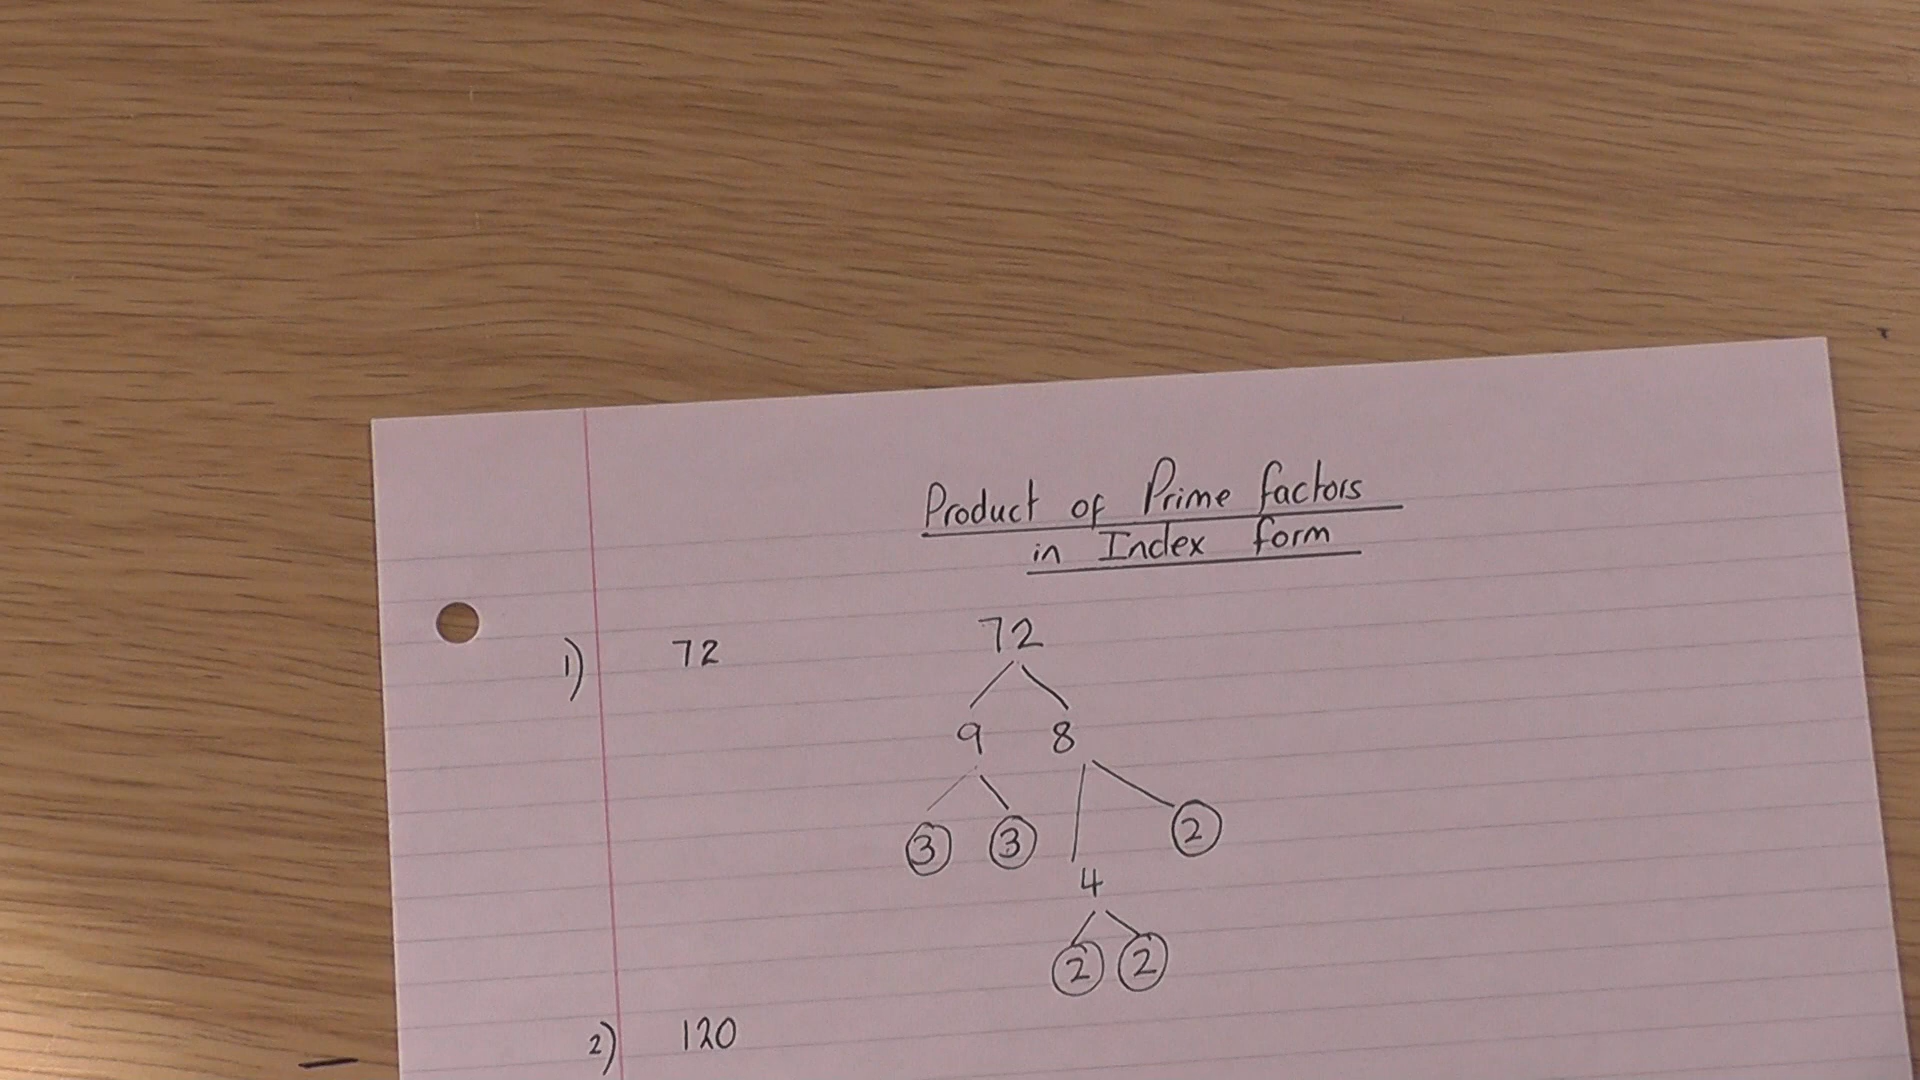 Product of Prime factors
in Index form
1) 72 72
9 8
3 3 2
4
2 2
2) 120